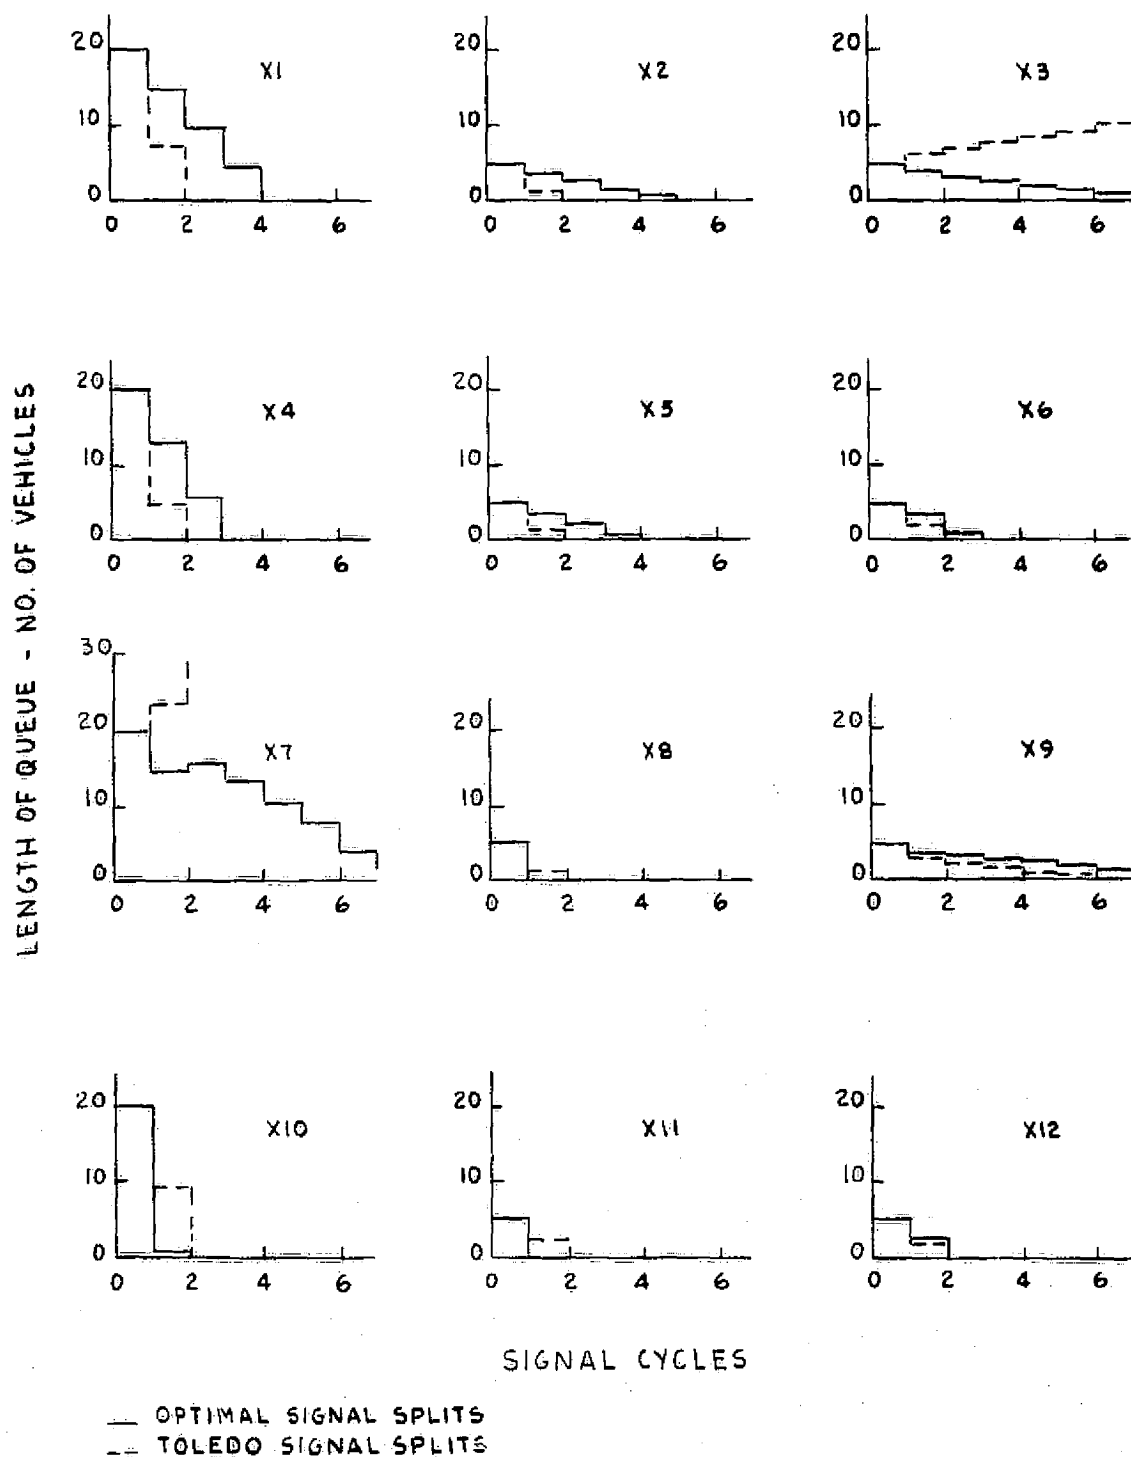 LENGTH OF QUEUE - NO. OF VEHICLES
20
10
0
X1
0 2 4 6
20
10
0
X2
0 2 4 6
20
10
0
X3
0 2 4 6
20
10
0
X4
0 2 4 6
20
10
0
X5
0 2 4 6
20
10
0
X6
0 2 4 6
30
20
10
0
X7
0 2 4 6
20
10
0
X8
0 2 4 6
20
10
0
X9
0 2 4 6
20
10
0
X10
0 2 4 6
20
10
0
X11
0 2 4 6
20
10
0
X12
0 2 4 6
SIGNAL CYCLES
OPTIMAL SIGNAL SPLITS
TOLEDO SIGNAL SPLITS